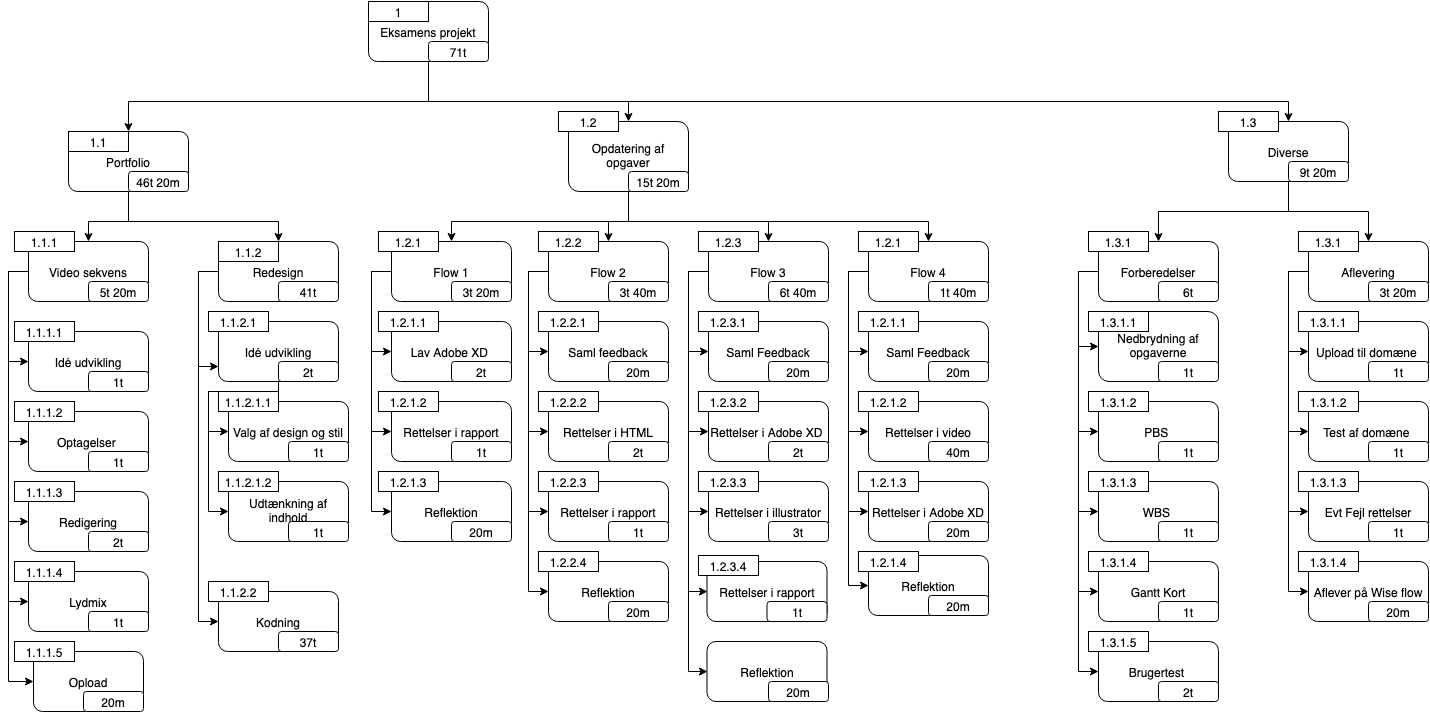 1
Eksamens projekt
71t
1.1
Portfolio
46t 20m
1.1.1
Video sekvens
5t 20m
1.1.1.1
Idé udvikling
1t
1.1.1.2
Optagelser
1t
1.1.1.3
Redigering
2t
1.1.1.4
Lydmix
1t
1.1.1.5
Opload
20m
1.1.2
Redesign
41t
1.1.2.1
Idé udvikling
2t
1.1.2.1.1
Valg af design og stil
1t
1.1.2.1.2
Udtænkning af
indhold
1t
1.1.2.2
Kodning
37t
1.2
Opdatering af
opgaver
15t 20m
1.2.1
Flow 1
3t 20m
1.2.1.1
Lav Adobe XD
2t
1.2.1.2
Rettelser i rapport
1t
1.2.1.3
Reflektion
20m
1.2.2
Flow 2
3t 40m
1.2.2.1
Saml feedback
20m
1.2.2.2
Rettelser i HTML
2t
1.2.2.3
Rettelser i rapport
1t
1.2.2.4
Reflektion
20m
1.2.3
Flow 3
6t 40m
1.2.3.1
Saml Feedback
20m
1.2.3.2
Rettelser i Adobe XD
2t
1.2.3.3
Rettelser i illustrator
3t
1.2.3.4
Rettelser i rapport
1t
Reflektion
20m
1.2.1
Flow 4
1t 40m
1.2.1.1
Saml Feedback
20m
1.2.1.2
Rettelser i video
40m
1.2.1.3
Rettelser i Adobe XD
20m
1.2.1.4
Reflektion
20m
1.3
Diverse
9t 20m
1.3.1
Forberedelser
6t
1.3.1.1
Nedbrydning af
opgaverne
1t
1.3.1.2
PBS
1t
1.3.1.3
WBS
1t
1.3.1.4
Gantt Kort
1t
1.3.1.5
Brugertest
2t
1.3.1
Aflevering
3t 20m
1.3.1.1
Upload til domæne
1t
1.3.1.2
Test af domæne
1t
1.3.1.3
Evt Fejl rettelser
1t
1.3.1.4
Aflever på Wise flow
20m